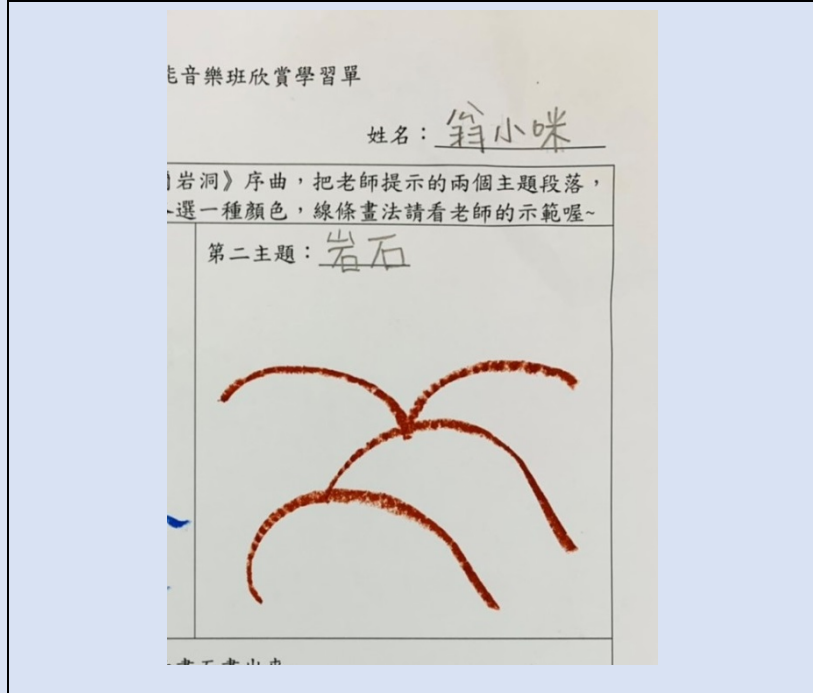 音樂班欣賞學習單
姓名：翁小咪
岩洞》序曲，把老師提示的兩個主題段落，
選一種顏色，線條畫法請看老師的示範喔~
第二主題：岩石